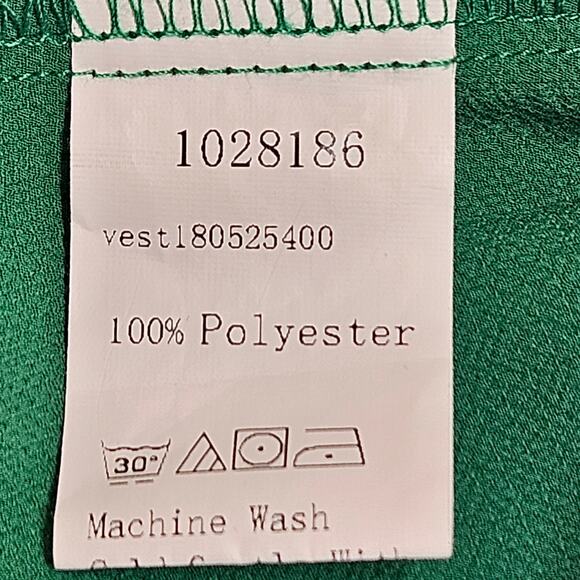 1028186
vest180525400
100% Polyester
30°
Machine Wash